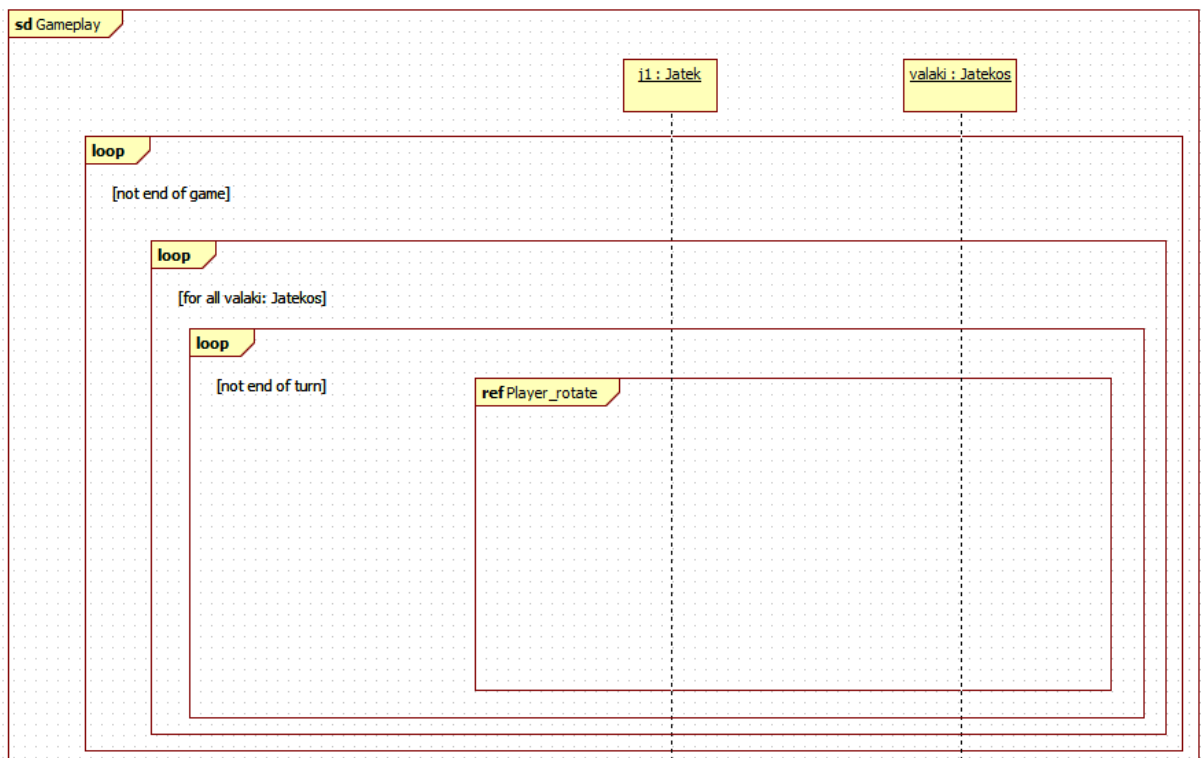 sd Gameplay
j1 : Jatek
valaki : Jatekos
loop
[not end of game]
loop
[for all valaki: Jatekos]
loop
[not end of turn]
ref Player_rotate